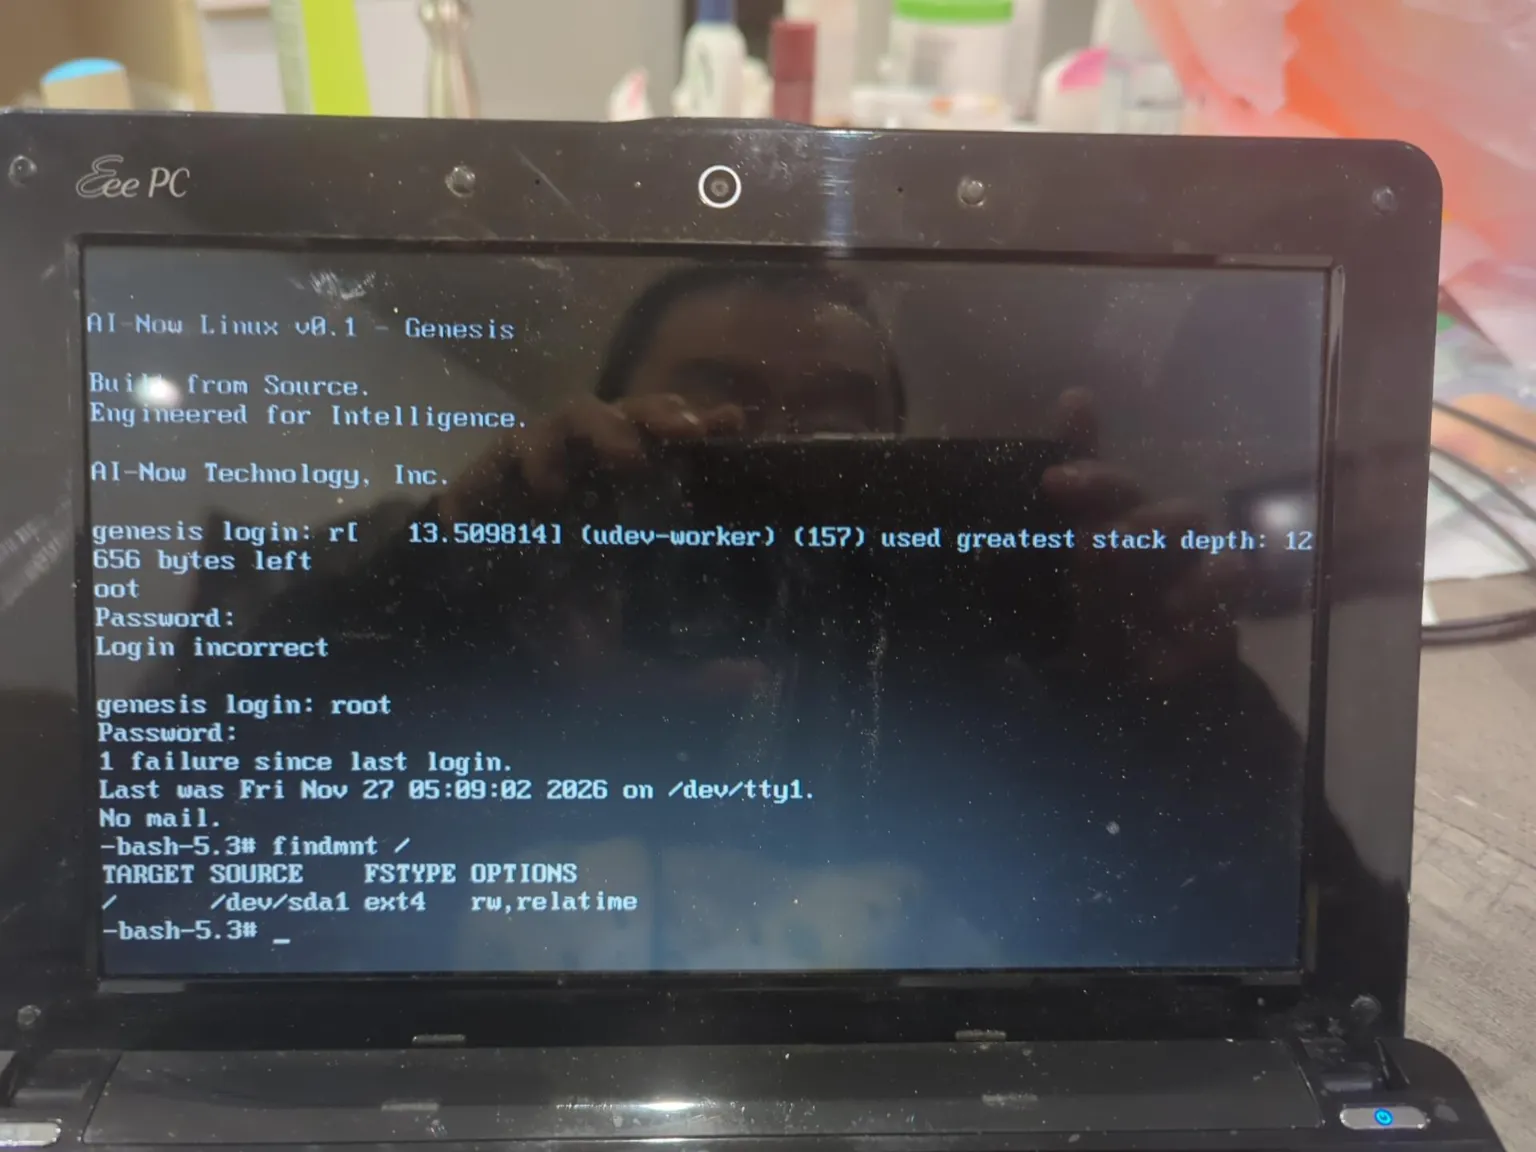 Eee PC
AI-Now Linux v0.1 - Genesis
from Source.
Engineered for Intelligence.
AI-Now Technology, Inc.
genesis login: r[   13.509814] (udev-worker) (157) used greatest stack depth: 12
656 bytes left
oot
Password:
Login incorrect
genesis login: root
Password:
1 failure since last login.
Last was Fri Nov 27 05:09:02 2026 on /dev/tty1.
No mail.
-bash-5.3# findmnt /
TARGET SOURCE    FSTYPE OPTIONS
/      /dev/sda1 ext4   rw,relatime
-bash-5.3# _